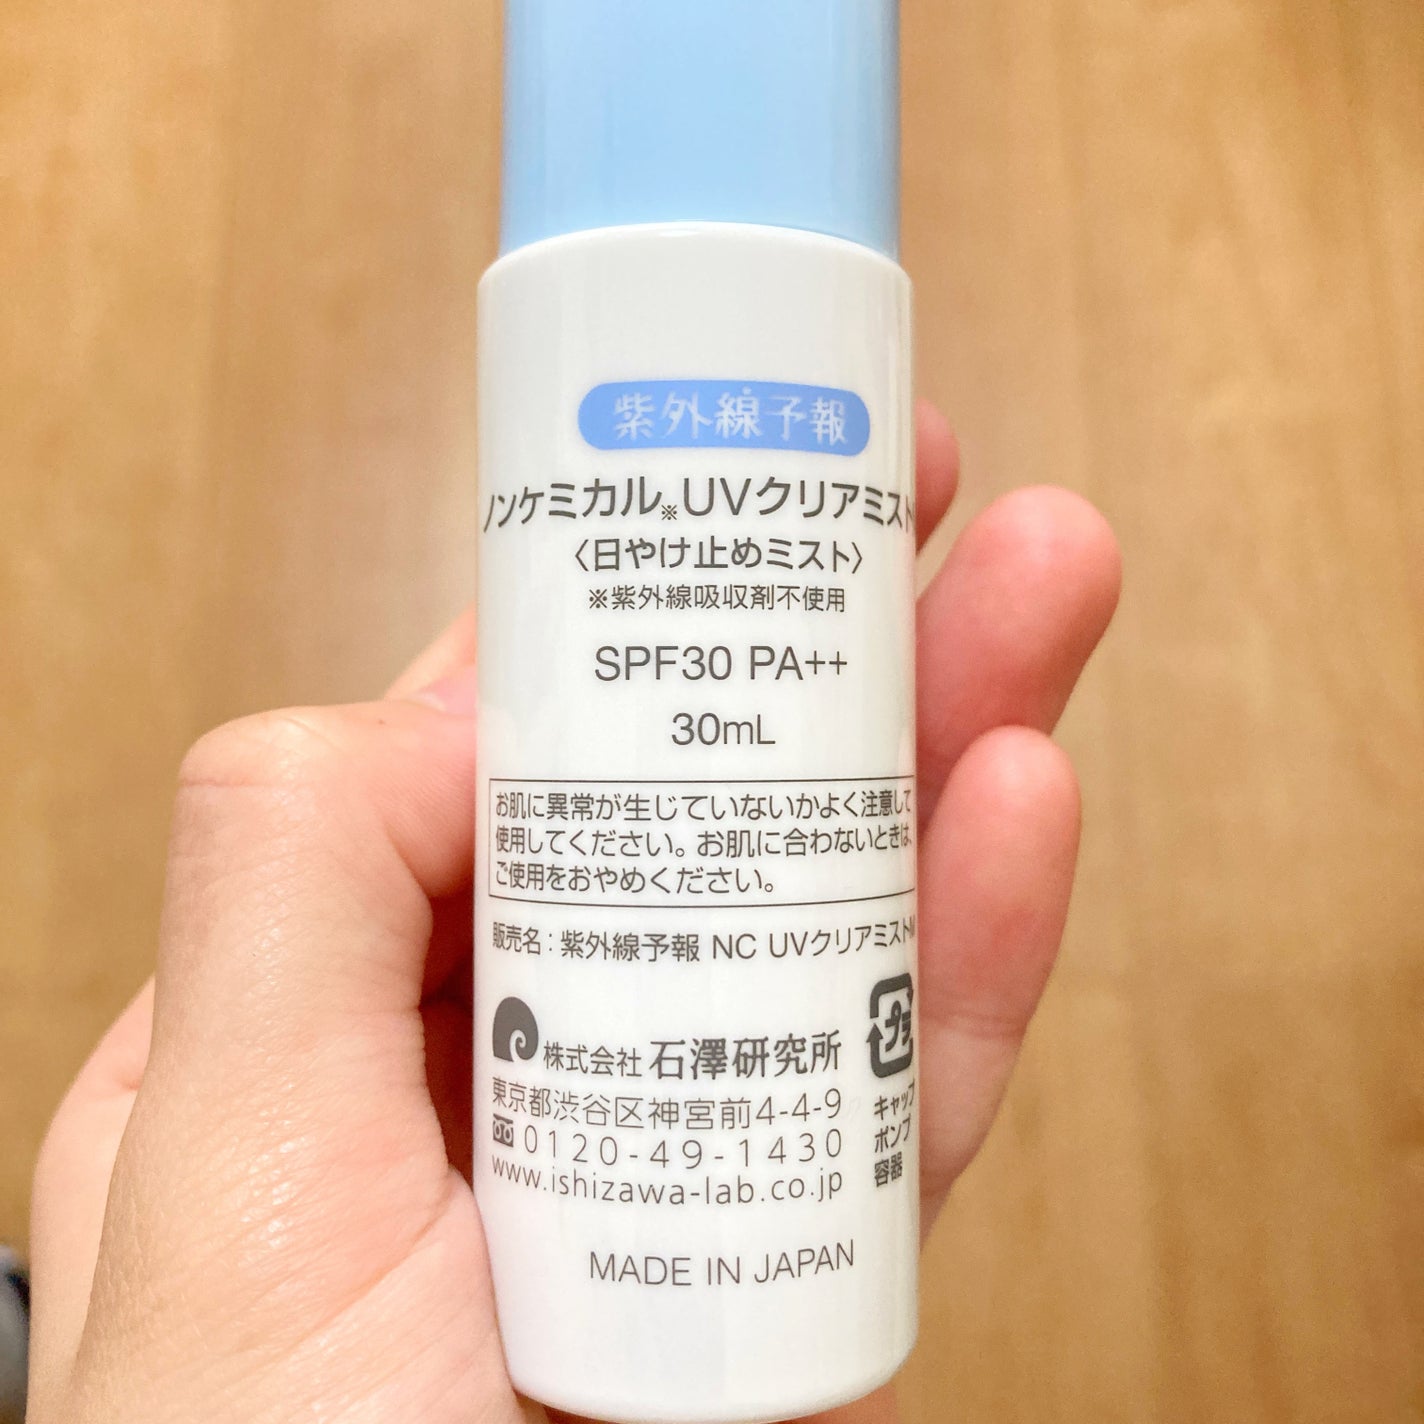 紫外線予報
ノンケミカル※UVクリアミスト
〈日やけ止めミスト〉
※紫外線吸収剤不使用
SPF30 PA++
30mL
お肌に異常が生じていないかよく注意して
使用してください。お肌に合わないときは、
ご使用をおやめください。
販売名：紫外線予報 NC UVクリアミストM
株式会社 石澤研究所
東京都渋谷区神宮前4-4-9
0120-49-1430
www.ishizawa-lab.co.jp
プラ
キャップ
ポンプ
容器
MADE IN JAPAN